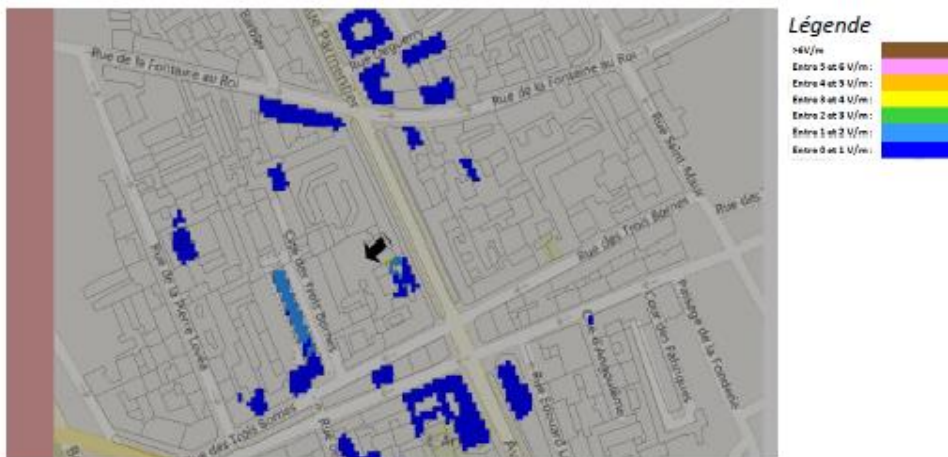 Légende
>6V/m
Entre 5 et 6 V/m :
Entre 4 et 5 V/m :
Entre 3 et 4 V/m :
Entre 2 et 3 V/m :
Entre 1 et 2 V/m :
Entre 0 et 1 V/m :
Parmentier
Rue de la Fontaine au Roi
Rue de la Fontaine au Roi
Rue Saint-Maur
Rue des Trois Bornes
Rue des
Rue de la Pierre Levée
Cité des Trois Bornes
Passage de la Fonderie
Cour des Fabriques
d'Angoulême
Rue Edouard L
des Trois Bornes